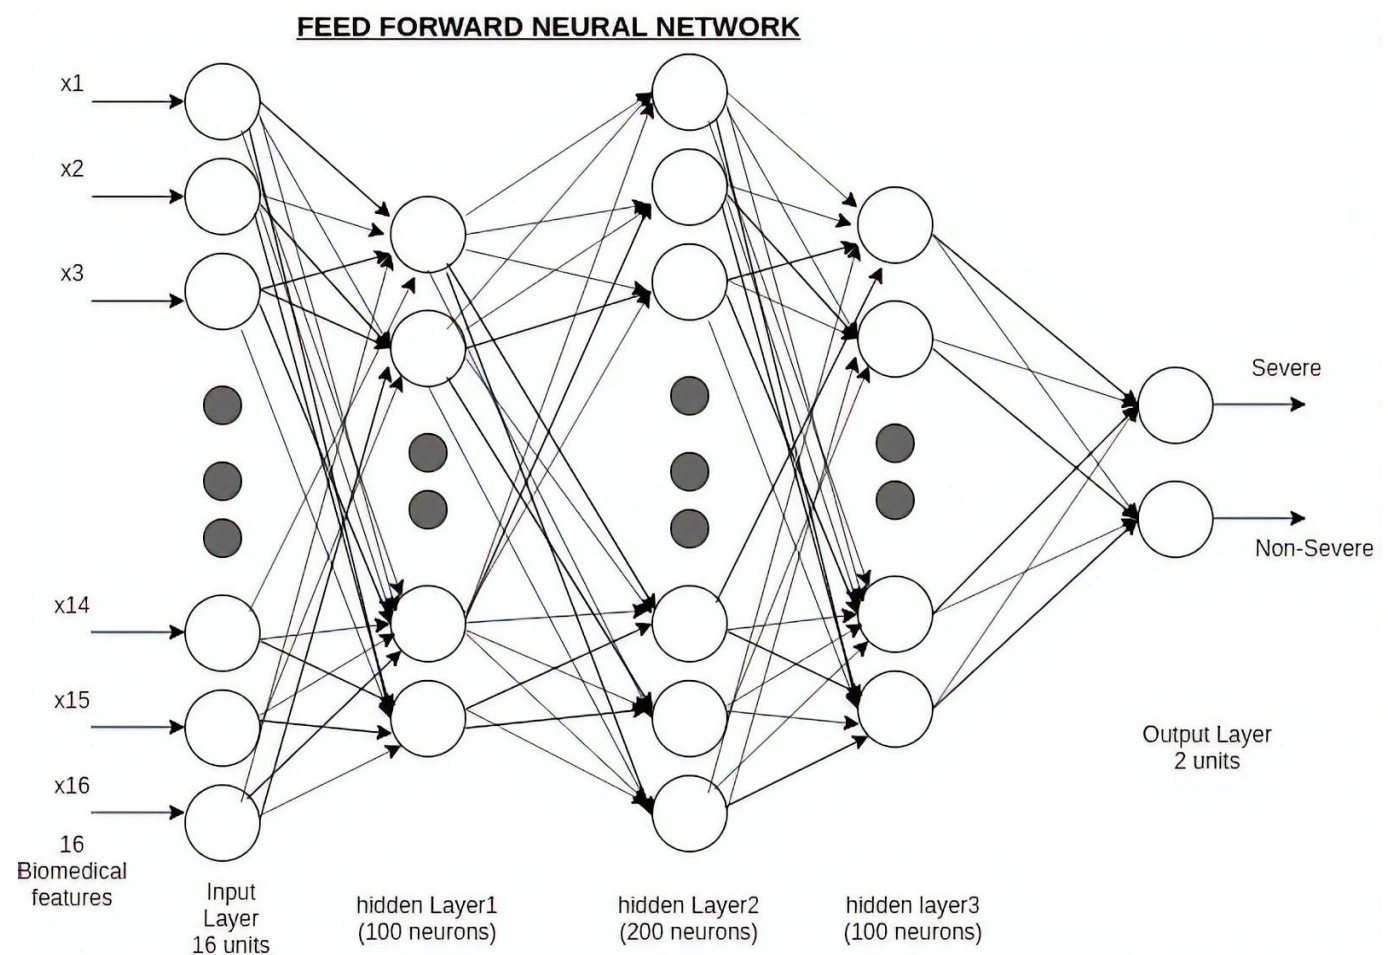 FEED FORWARD NEURAL NETWORK
x1
x2
x3
x14
x15
x16
16
Biomedical
features
Input
Layer
16 units
hidden Layer1
(100 neurons)
hidden Layer2
(200 neurons)
hidden layer3
(100 neurons)
Severe
Non-Severe
Output Layer
2 units